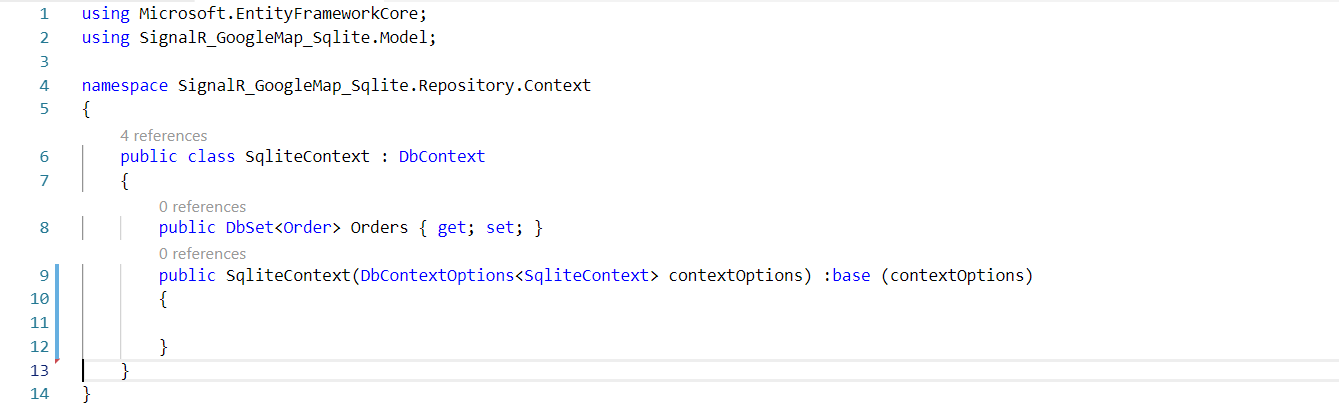 1 using Microsoft.EntityFrameworkCore;
2 using SignalR_GoogleMap_Sqlite.Model;
3
4 namespace SignalR_GoogleMap_Sqlite.Repository.Context
5 {
4 references
6 public class SqliteContext : DbContext
7 {
0 references
8 public DbSet<Order> Orders { get; set; }
0 references
9 public SqliteContext(DbContextOptions<SqliteContext> contextOptions) :base (contextOptions)
10 {
11
12 }
13 }
14 }